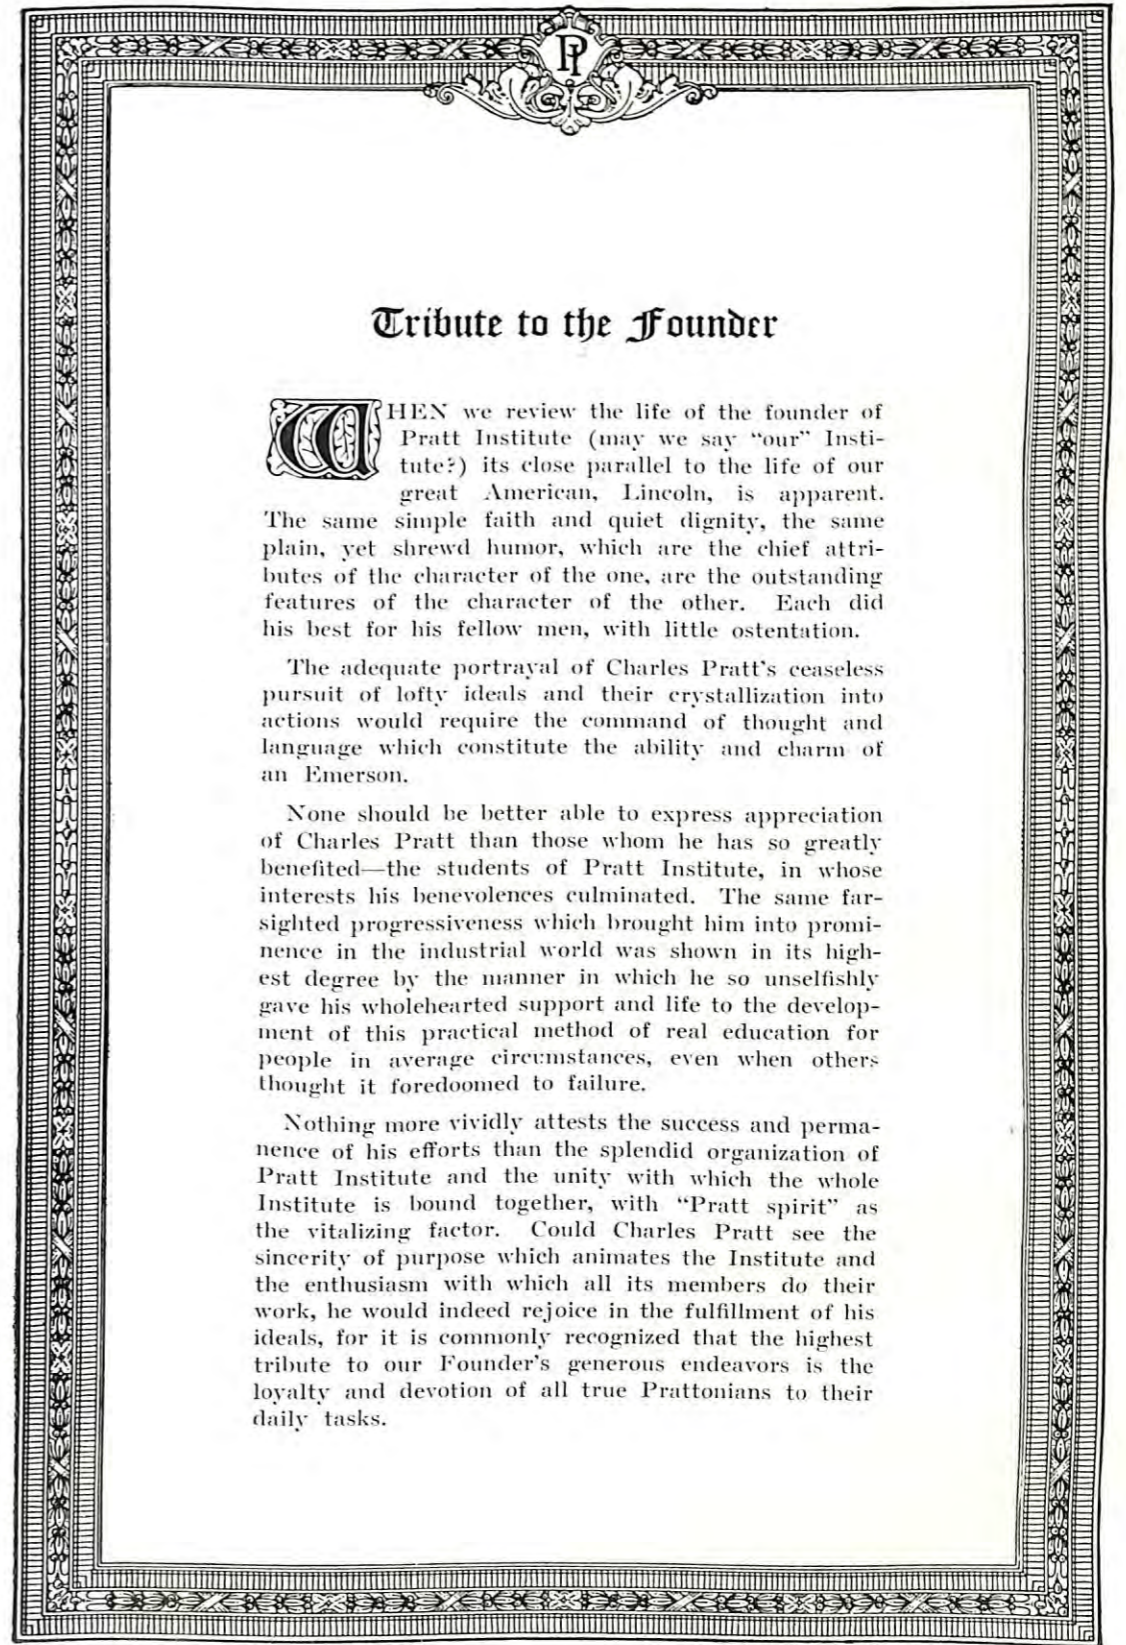 PI
Tribute to the Founder
WHEN we review the life of the founder of
Pratt Institute (may we say “our” Insti-
tute?) its close parallel to the life of our
great American, Lincoln, is apparent.
The same simple faith and quiet dignity, the same
plain, yet shrewd humor, which are the chief attri-
butes of the character of the one, are the outstanding
features of the character of the other. Each did
his best for his fellow men, with little ostentation.
The adequate portrayal of Charles Pratt’s ceaseless
pursuit of lofty ideals and their crystallization into
actions would require the command of thought and
language which constitute the ability and charm of
an Emerson.
None should be better able to express appreciation
of Charles Pratt than those whom he has so greatly
benefited—the students of Pratt Institute, in whose
interests his benevolences culminated. The same far-
sighted progressiveness which brought him into promi-
nence in the industrial world was shown in its high-
est degree by the manner in which he so unselfishly
gave his wholehearted support and life to the develop-
ment of this practical method of real education for
people in average circumstances, even when others
thought it foredoomed to failure.
Nothing more vividly attests the success and perma-
nence of his efforts than the splendid organization of
Pratt Institute and the unity with which the whole
Institute is bound together, with “Pratt spirit” as
the vitalizing factor. Could Charles Pratt see the
sincerity of purpose which animates the Institute and
the enthusiasm with which all its members do their
work, he would indeed rejoice in the fulfillment of his
ideals, for it is commonly recognized that the highest
tribute to our Founder’s generous endeavors is the
loyalty and devotion of all true Prattonians to their
daily tasks.